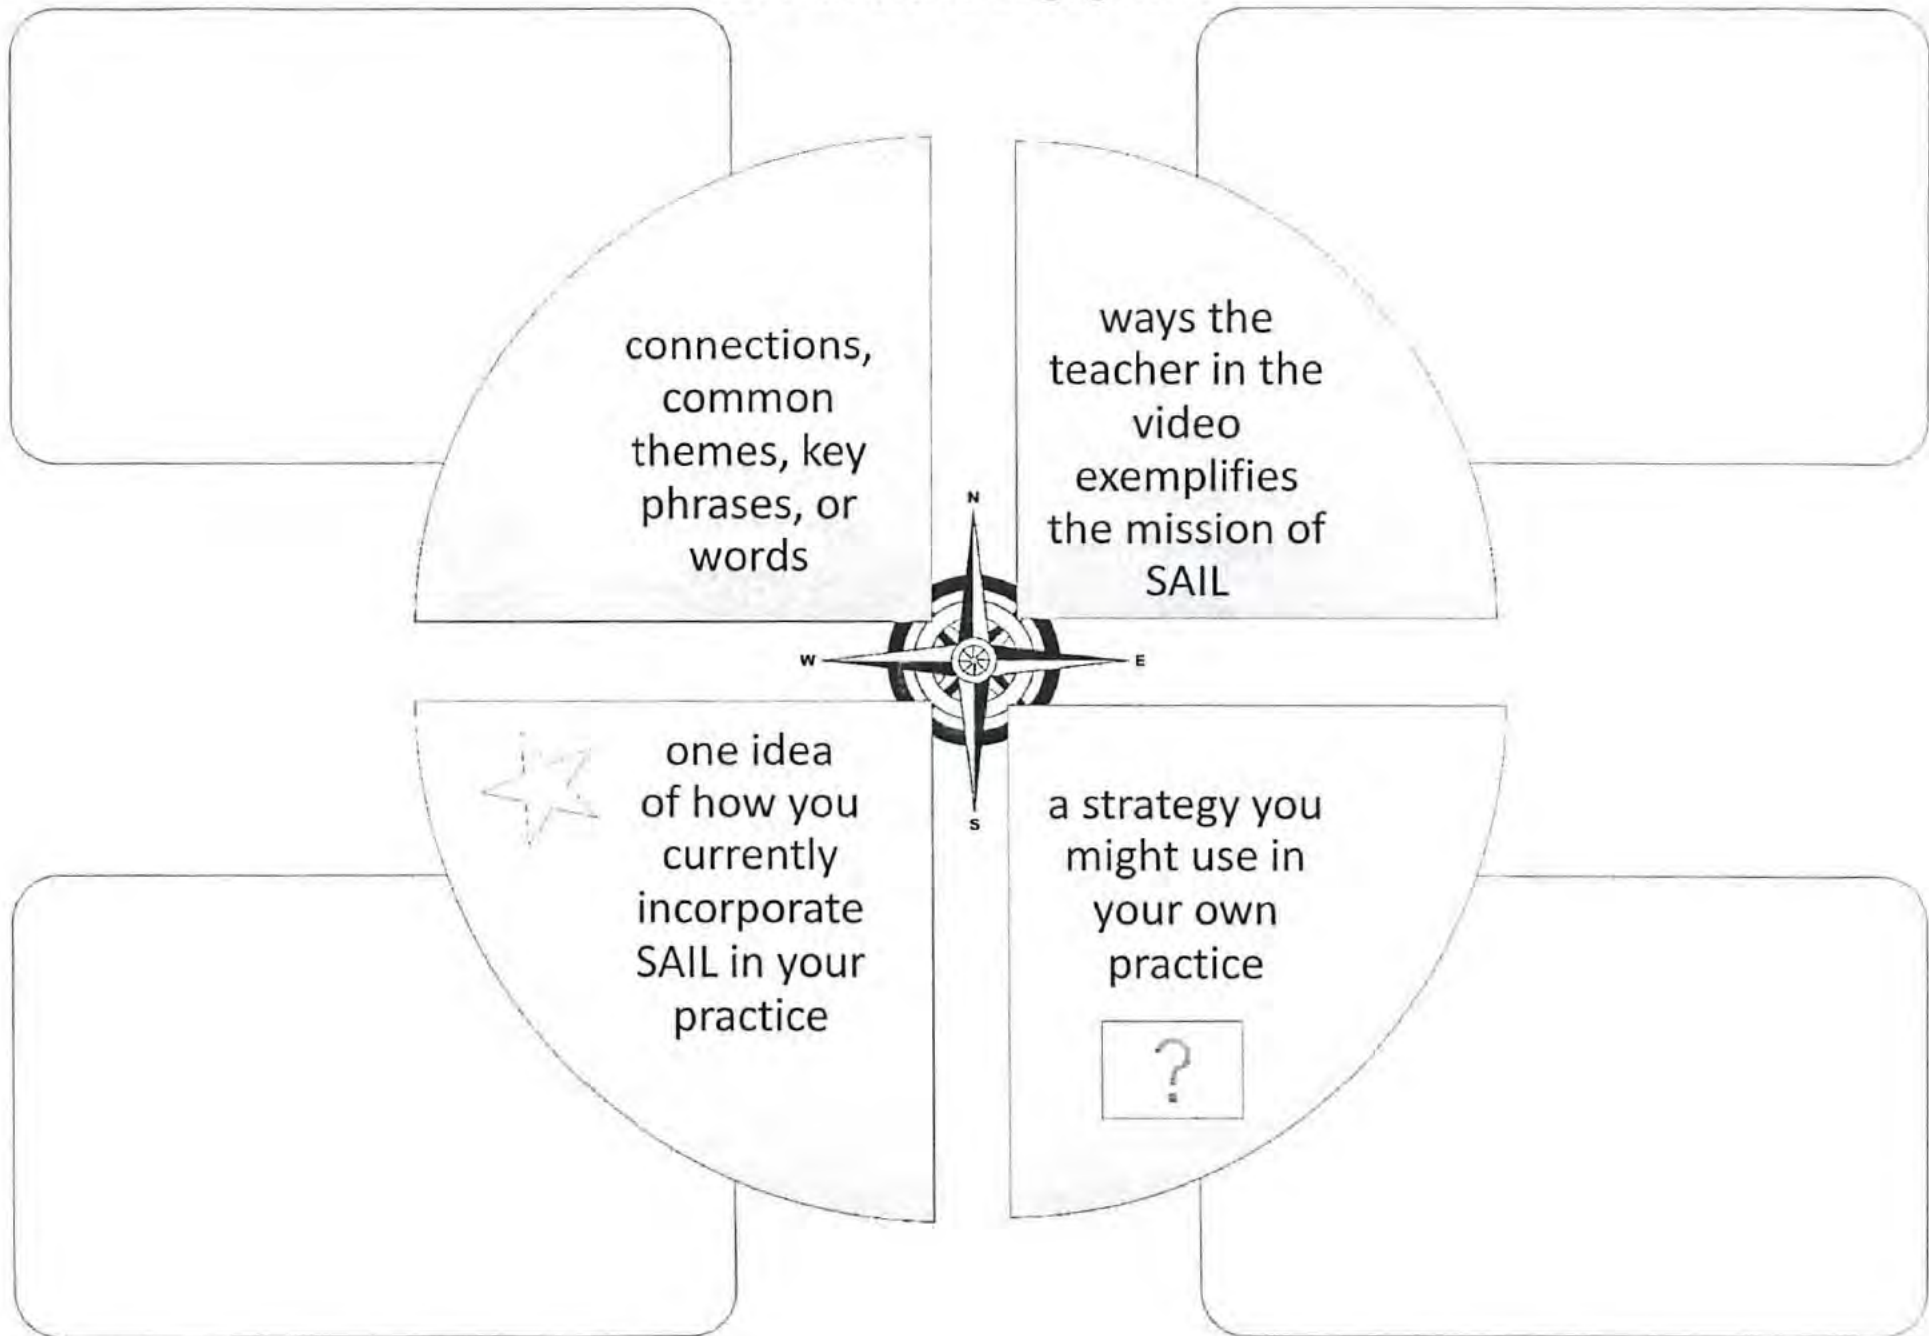 connections,
common
themes, key
phrases, or
words
ways the
teacher in the
video
exemplifies
the mission of
SAIL
N
W
E
S
one idea
of how you
currently
incorporate
SAIL in your
practice
a strategy you
might use in
your own
practice
?